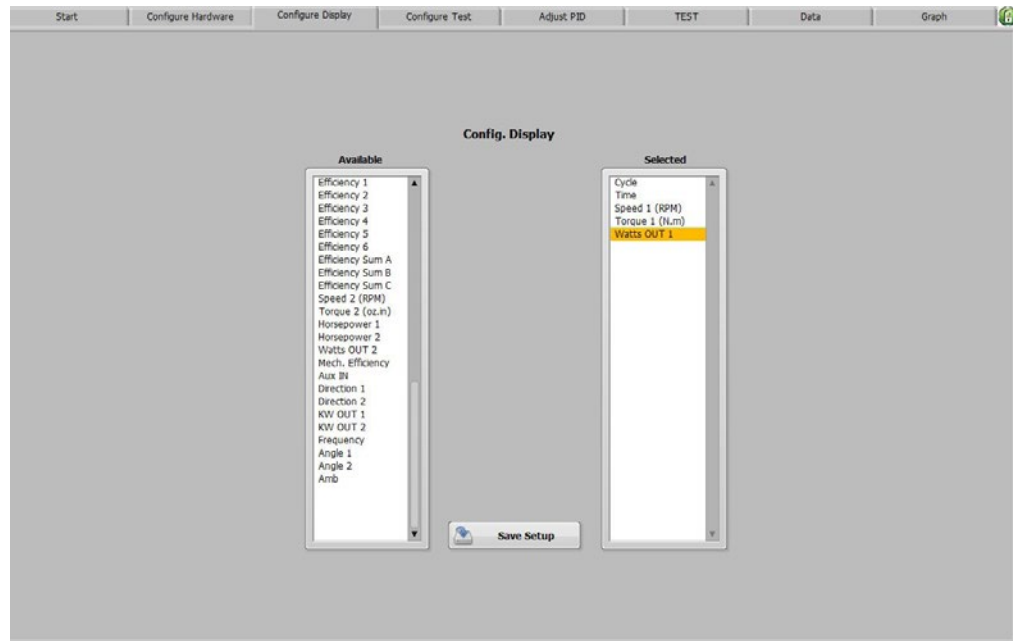 Start
Configure Hardware
Configure Display
Configure Test
Adjust PID
TEST
Data
Graph
Config. Display
Available
Efficiency 1
Efficiency 2
Efficiency 3
Efficiency 4
Efficiency 5
Efficiency 6
Efficiency Sum A
Efficiency Sum B
Efficiency Sum C
Speed 2 (RPM)
Torque 2 (oz.in)
Horsepower 1
Horsepower 2
Watts OUT 2
Mech. Efficiency
Aux IN
Direction 1
Direction 2
KW OUT 1
KW OUT 2
Frequency
Angle 1
Angle 2
Amb
Selected
Cycle
Time
Speed 1 (RPM)
Torque 1 (N.m)
Watts OUT 1
Save Setup